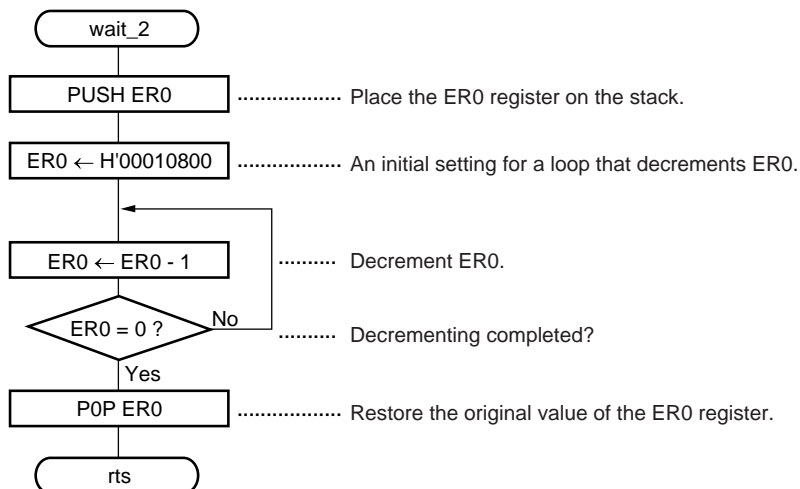 wait_2
PUSH ER0 .................. Place the ER0 register on the stack.
ER0 ← H'00010800 .................. An initial setting for a loop that decrements ER0.
ER0 ← ER0 - 1 .......... Decrement ER0.
ER0 = 0 ? No .......... Decrementing completed?
Yes
P0P ER0 .................. Restore the original value of the ER0 register.
rts